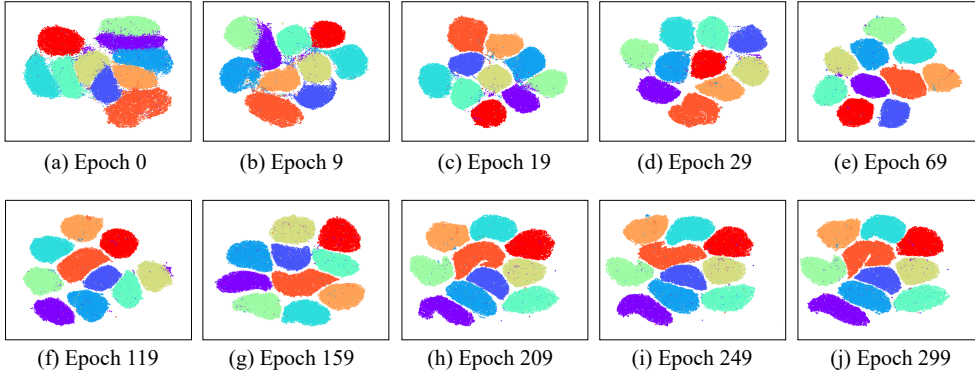 (a) Epoch 0
(b) Epoch 9
(c) Epoch 19
(d) Epoch 29
(e) Epoch 69
(f) Epoch 119
(g) Epoch 159
(h) Epoch 209
(i) Epoch 249
(j) Epoch 299